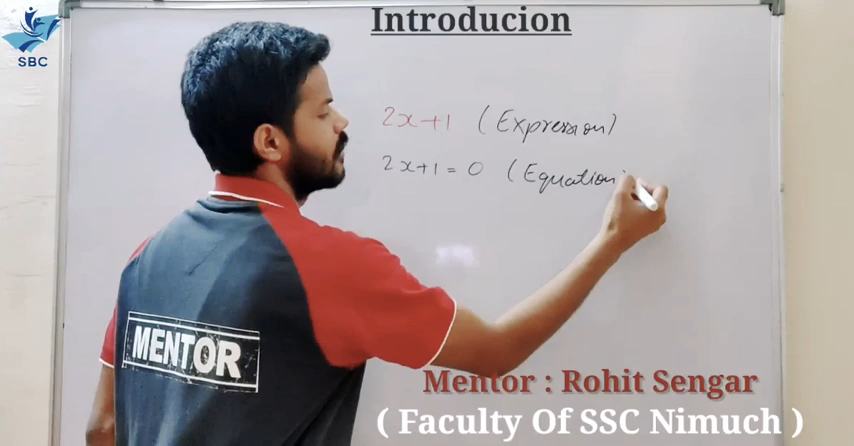 Introducion
SBC
2x+1 (Expression)
2x+1 = 0 (Equation)
MENTOR
Mentor : Rohit Sengar
( Faculty Of SSC Nimuch )